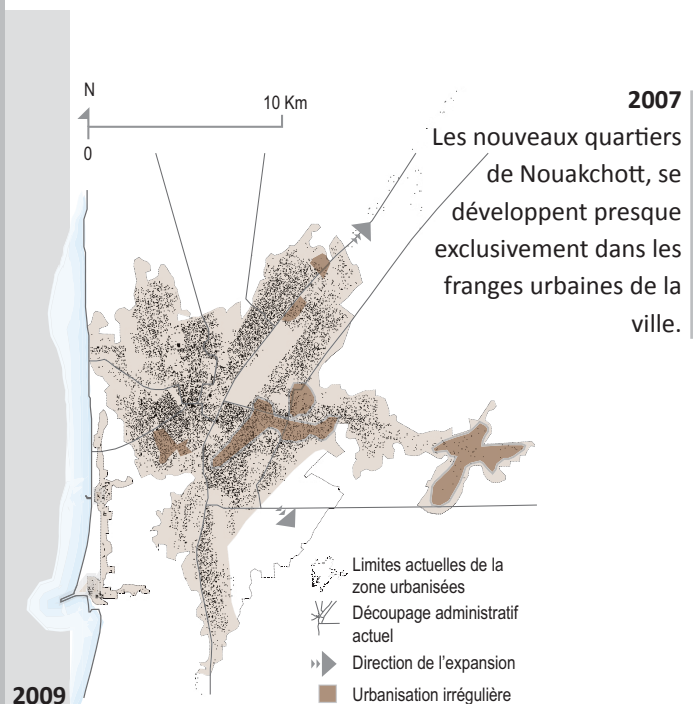 N
10 Km
0
2007
Les nouveaux quartiers
de Nouakchott, se
développent presque
exclusivement dans les
franges urbaines de la
ville.
Limites actuelles de la
zone urbanisées
Découpage administratif
actuel
Direction de l'expansion
Urbanisation irrégulière
2009